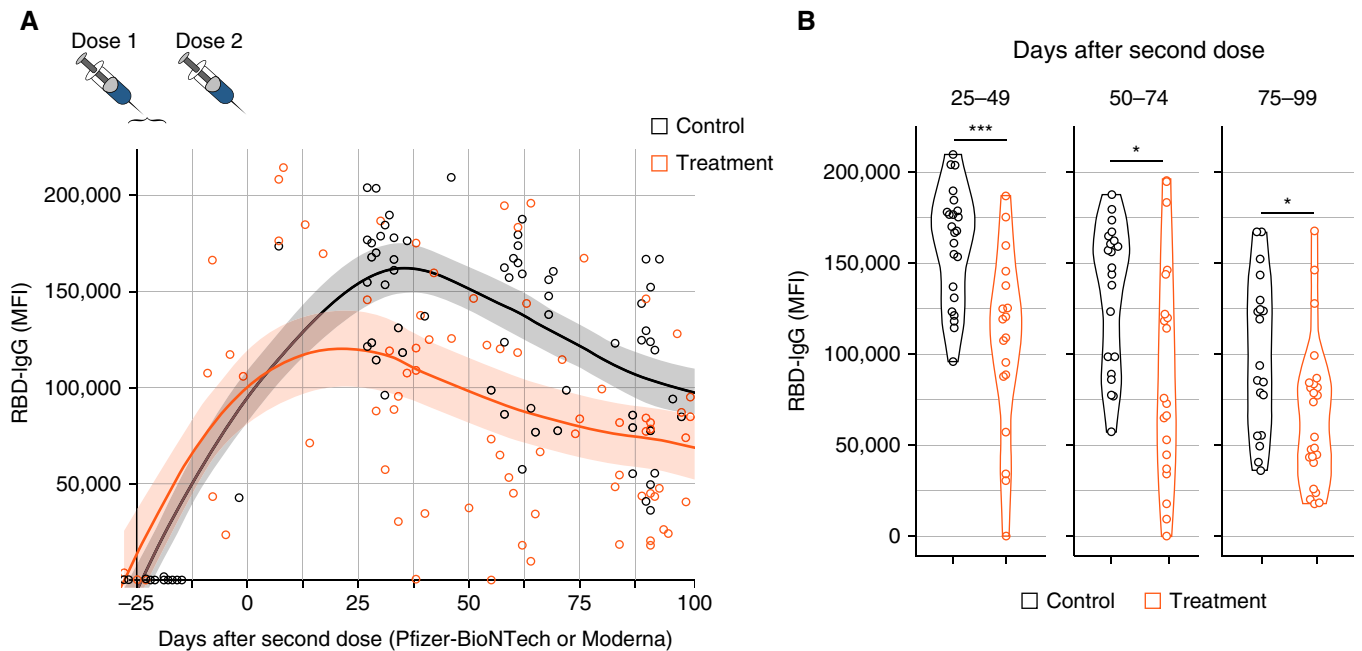 A
Dose 1 Dose 2
Control
Treatment
200,000
150,000
100,000
50,000
RBD-IgG (MFI)
–25 0 25 50 75 100
Days after second dose (Pfizer-BioNTech or Moderna)
B
Days after second dose
25–49 50–74 75–99
*** * *
200,000
150,000
100,000
50,000
0
RBD-IgG (MFI)
Control Treatment